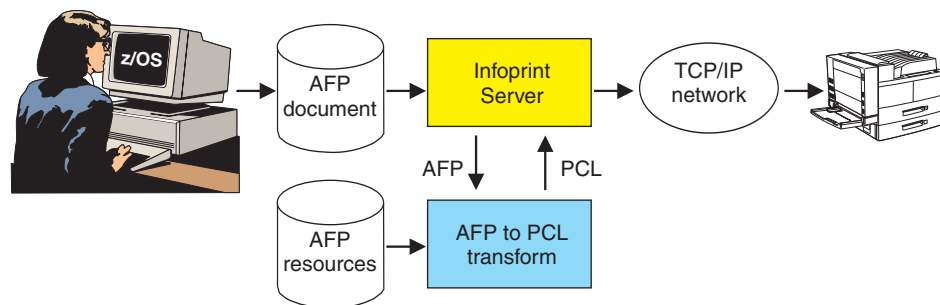 z/OS
AFP
document
Infoprint
Server
TCP/IP
network
AFP
PCL
AFP
resources
AFP to PCL
transform